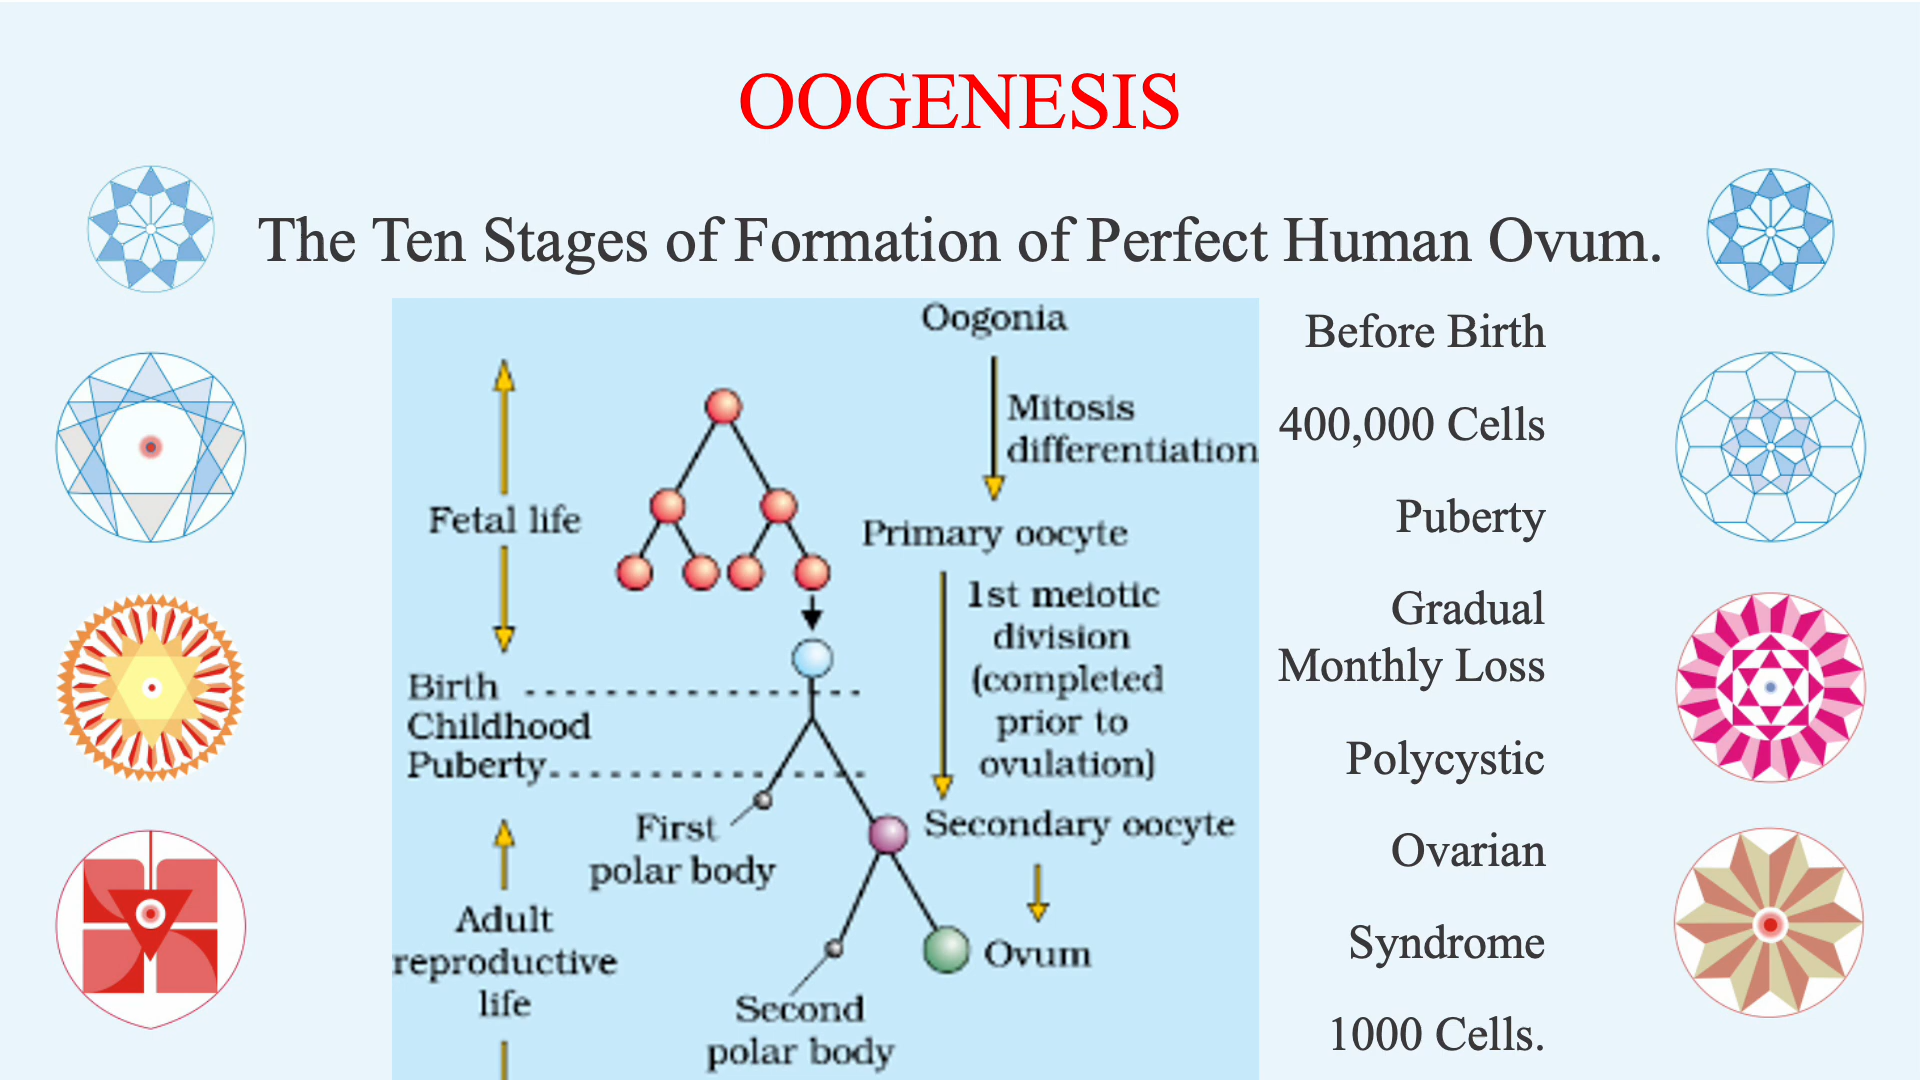 OOGENESIS
The Ten Stages of Formation of Perfect Human Ovum.
Oogonia
Mitosis
differentiation
Fetal life
Primary oocyte
1st meiotic
division
(completed
prior to
ovulation)
Birth
Childhood
Puberty
First
polar body
Secondary oocyte
Adult
reproductive
life
Ovum
Second
polar body
Before Birth
400,000 Cells
Puberty
Gradual
Monthly Loss
Polycystic
Ovarian
Syndrome
1000 Cells.